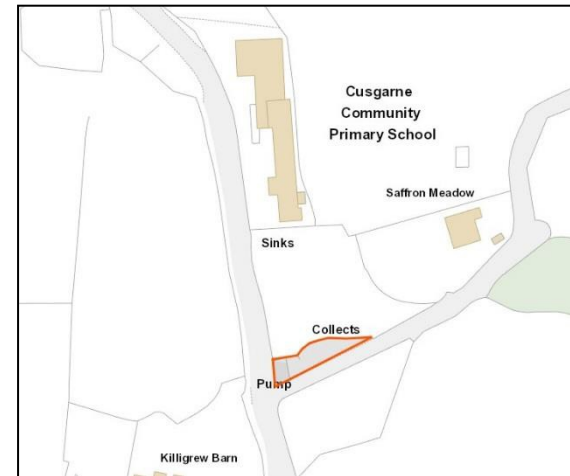 Cusgarne
Community
Primary School
Saffron Meadow
Sinks
Collects
Pump
Killigrew Barn